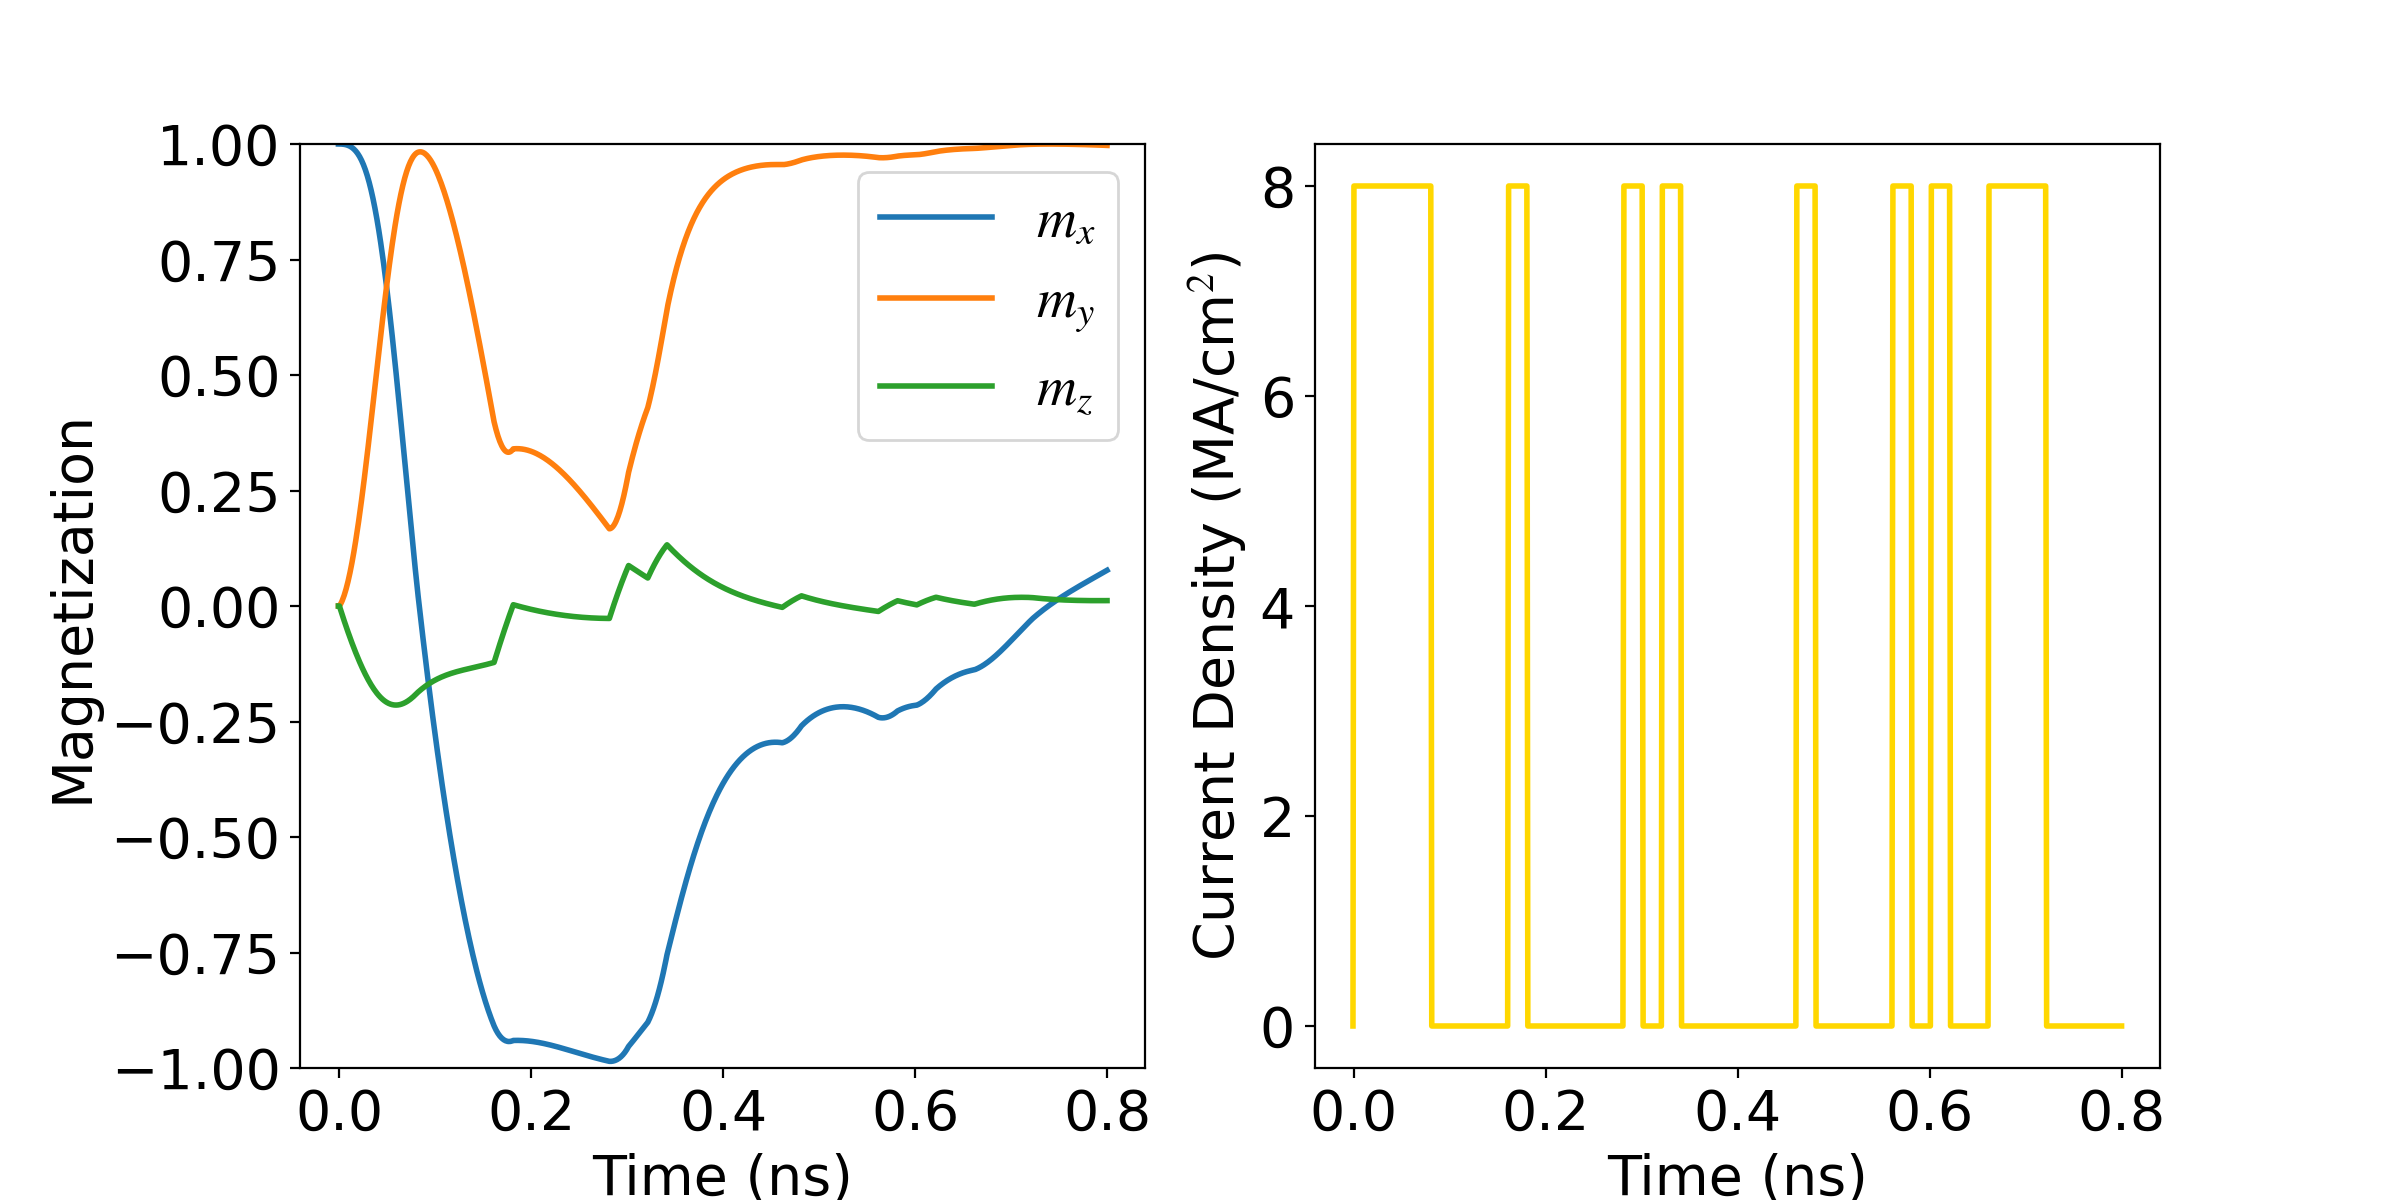 Magnetization
1.00
0.75
0.50
0.25
0.00
−0.25
−0.50
−0.75
−1.00
0.0 0.2 0.4 0.6 0.8
Time (ns)
m_x
m_y
m_z
Current Density (MA/cm²)
8
6
4
2
0
0.0 0.2 0.4 0.6 0.8
Time (ns)